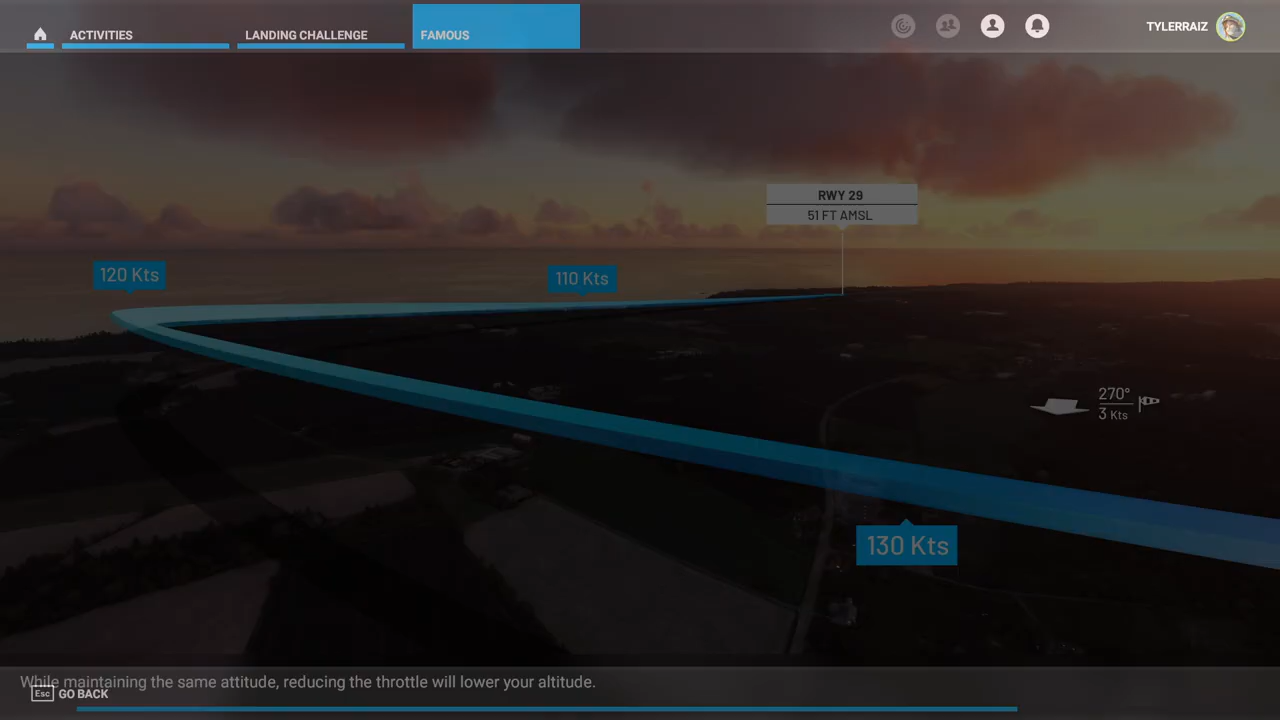 ACTIVITIES
LANDING CHALLENGE
FAMOUS
TYLERRAIZ
RWY 29
51 FT AMSL
120 Kts
110 Kts
270°
3 Kts
130 Kts
While maintaining the same attitude, reducing the throttle will lower your altitude.
Esc GO BACK